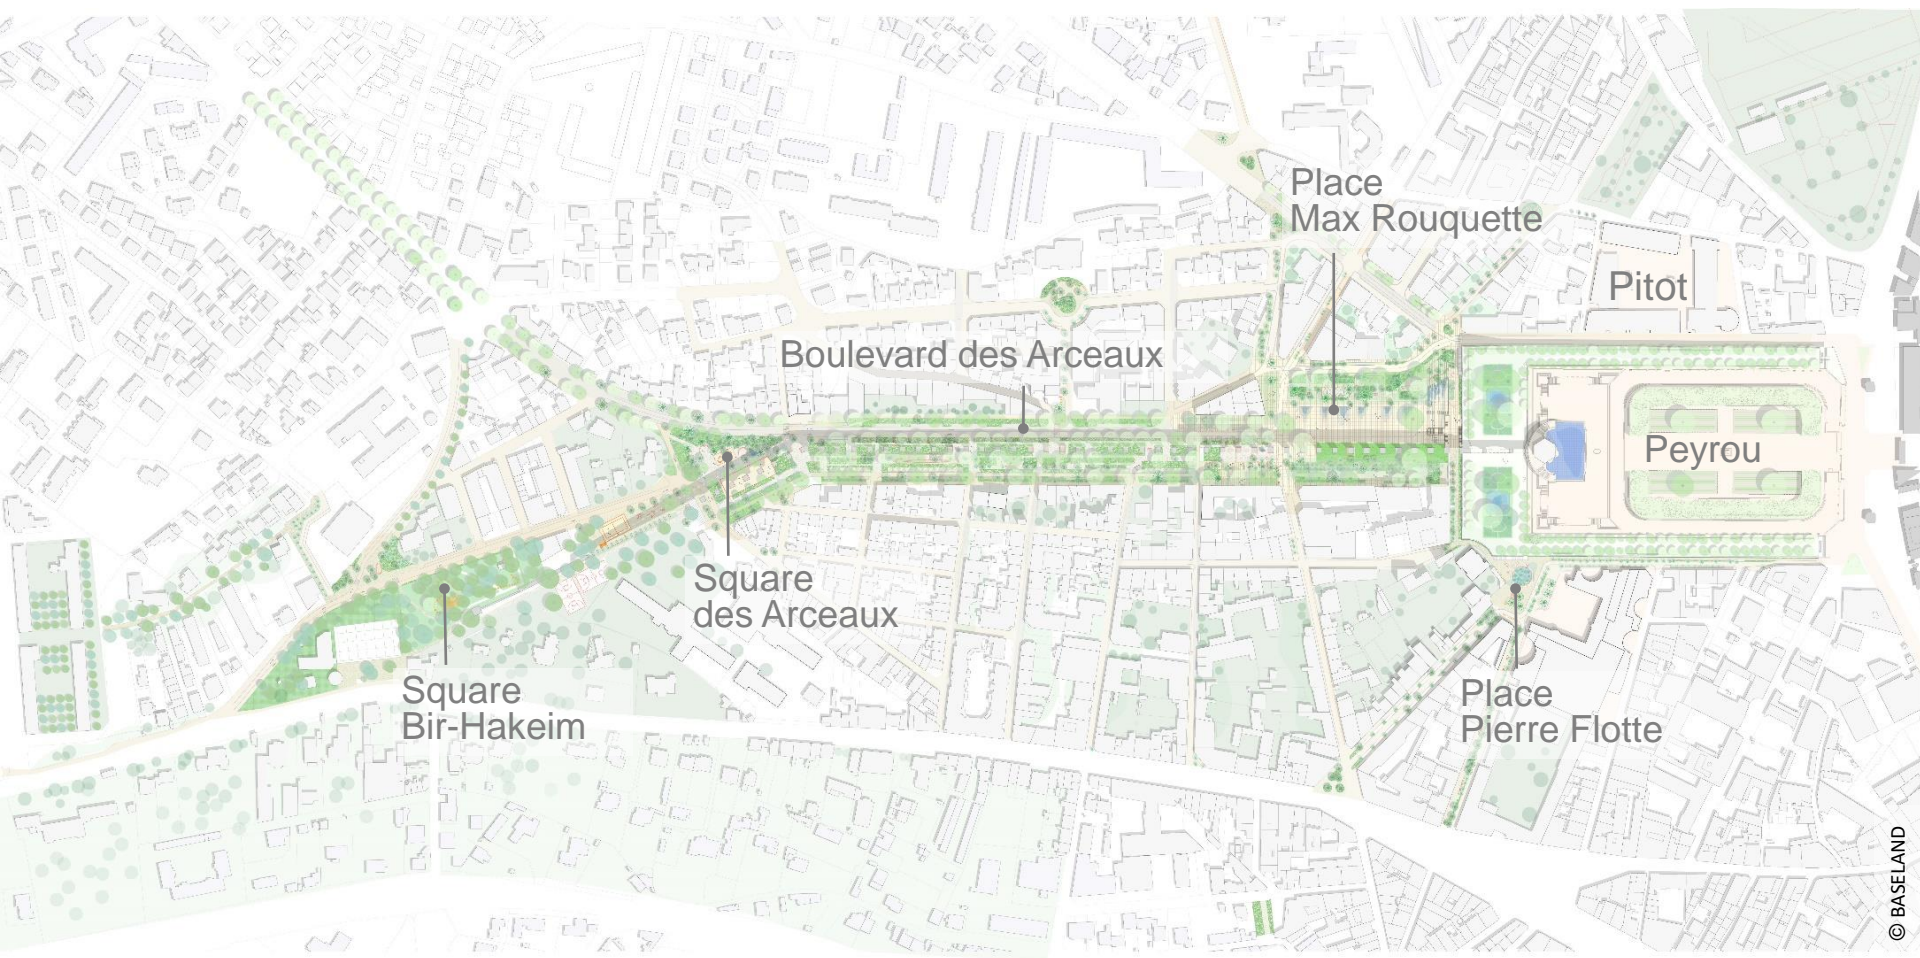 Place
Max Rouquette
Pitot
Boulevard des Arceaux
Peyrou
Square
des Arceaux
Square
Bir-Hakeim
Place
Pierre Flotte
© BASELAND